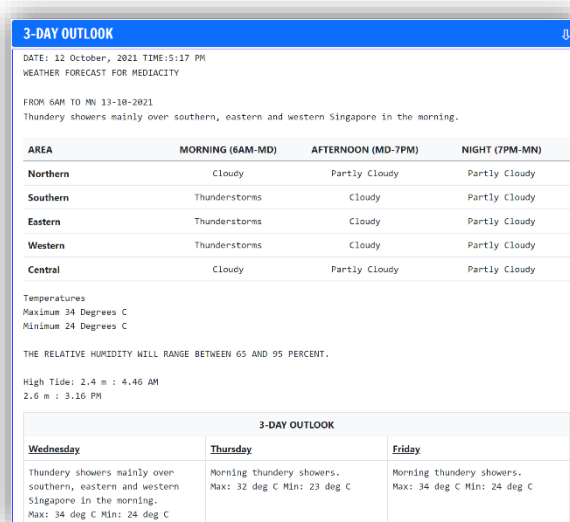 3-DAY OUTLOOK
DATE: 12 October, 2021 TIME:5:17 PM
WEATHER FORECAST FOR MEDIACITY
FROM 6AM TO MN 13-10-2021
Thundery showers mainly over southern, eastern and western Singapore in the morning.
AREA MORNING (6AM-MD) AFTERNOON (MD-7PM) NIGHT (7PM-MN)
Northern Cloudy Partly Cloudy Partly Cloudy
Southern Thunderstorms Cloudy Partly Cloudy
Eastern Thunderstorms Cloudy Partly Cloudy
Western Thunderstorms Cloudy Partly Cloudy
Central Cloudy Partly Cloudy Partly Cloudy
Temperatures
Maximum 34 Degrees C
Minimum 24 Degrees C
THE RELATIVE HUMIDITY WILL RANGE BETWEEN 65 AND 95 PERCENT.
High Tide: 2.4 m : 4.46 AM
2.6 m : 3.16 PM
3-DAY OUTLOOK
Wednesday
Thundery showers mainly over
southern, eastern and western
Singapore in the morning.
Max: 34 deg C Min: 24 deg C
Thursday
Morning thundery showers.
Max: 32 deg C Min: 23 deg C
Friday
Morning thundery showers.
Max: 34 deg C Min: 24 deg C